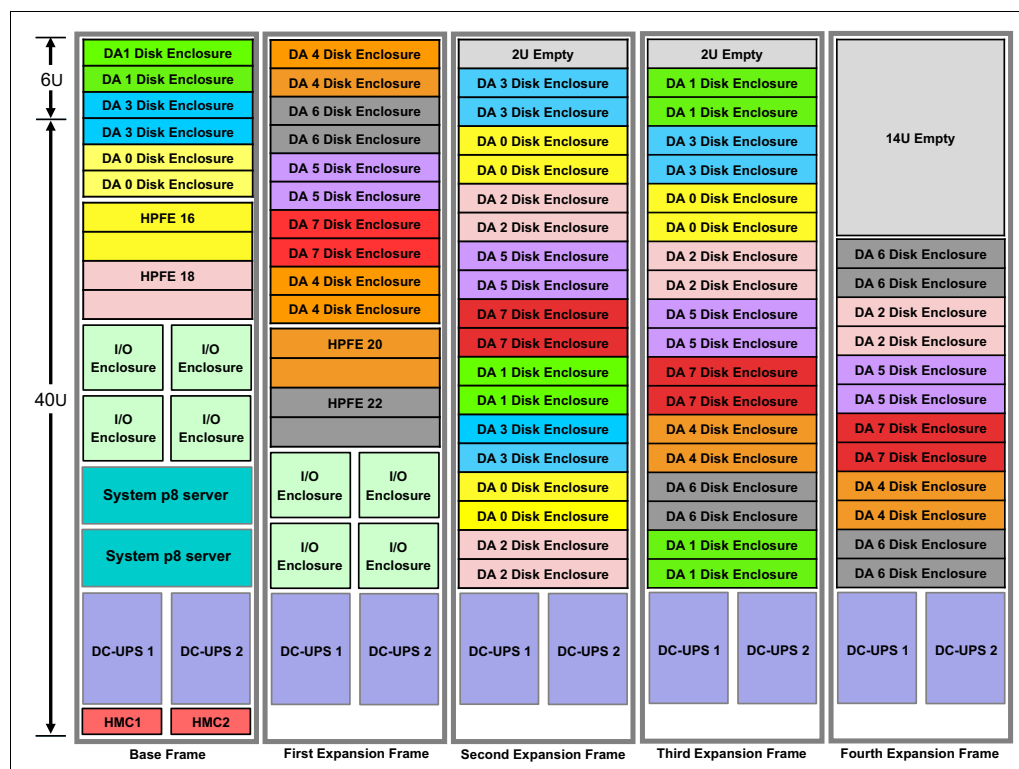 6U
40U
DA1 Disk Enclosure
DA 1 Disk Enclosure
DA 3 Disk Enclosure
DA 3 Disk Enclosure
DA 0 Disk Enclosure
DA 0 Disk Enclosure
HPFE 16
HPFE 18
I/O
Enclosure
I/O
Enclosure
I/O
Enclosure
I/O
Enclosure
System p8 server
System p8 server
DC-UPS 1
DC-UPS 2
HMC1
HMC2
Base Frame
DA 4 Disk Enclosure
DA 4 Disk Enclosure
DA 6 Disk Enclosure
DA 6 Disk Enclosure
DA 5 Disk Enclosure
DA 5 Disk Enclosure
DA 7 Disk Enclosure
DA 7 Disk Enclosure
DA 4 Disk Enclosure
DA 4 Disk Enclosure
HPFE 20
HPFE 22
I/O
Enclosure
I/O
Enclosure
I/O
Enclosure
I/O
Enclosure
DC-UPS 1
DC-UPS 2
First Expansion Frame
2U Empty
DA 3 Disk Enclosure
DA 3 Disk Enclosure
DA 0 Disk Enclosure
DA 0 Disk Enclosure
DA 2 Disk Enclosure
DA 2 Disk Enclosure
DA 5 Disk Enclosure
DA 5 Disk Enclosure
DA 7 Disk Enclosure
DA 7 Disk Enclosure
DA 1 Disk Enclosure
DA 1 Disk Enclosure
DA 3 Disk Enclosure
DA 3 Disk Enclosure
DA 0 Disk Enclosure
DA 0 Disk Enclosure
DA 2 Disk Enclosure
DA 2 Disk Enclosure
DC-UPS 1
DC-UPS 2
Second Expansion Frame
2U Empty
DA 1 Disk Enclosure
DA 1 Disk Enclosure
DA 3 Disk Enclosure
DA 3 Disk Enclosure
DA 0 Disk Enclosure
DA 0 Disk Enclosure
DA 2 Disk Enclosure
DA 2 Disk Enclosure
DA 5 Disk Enclosure
DA 5 Disk Enclosure
DA 7 Disk Enclosure
DA 7 Disk Enclosure
DA 4 Disk Enclosure
DA 4 Disk Enclosure
DA 6 Disk Enclosure
DA 6 Disk Enclosure
DA 1 Disk Enclosure
DA 1 Disk Enclosure
DC-UPS 1
DC-UPS 2
Third Expansion Frame
14U Empty
DA 6 Disk Enclosure
DA 6 Disk Enclosure
DA 2 Disk Enclosure
DA 2 Disk Enclosure
DA 5 Disk Enclosure
DA 5 Disk Enclosure
DA 7 Disk Enclosure
DA 7 Disk Enclosure
DA 4 Disk Enclosure
DA 4 Disk Enclosure
DA 6 Disk Enclosure
DA 6 Disk Enclosure
DC-UPS 1
DC-UPS 2
Fourth Expansion Frame